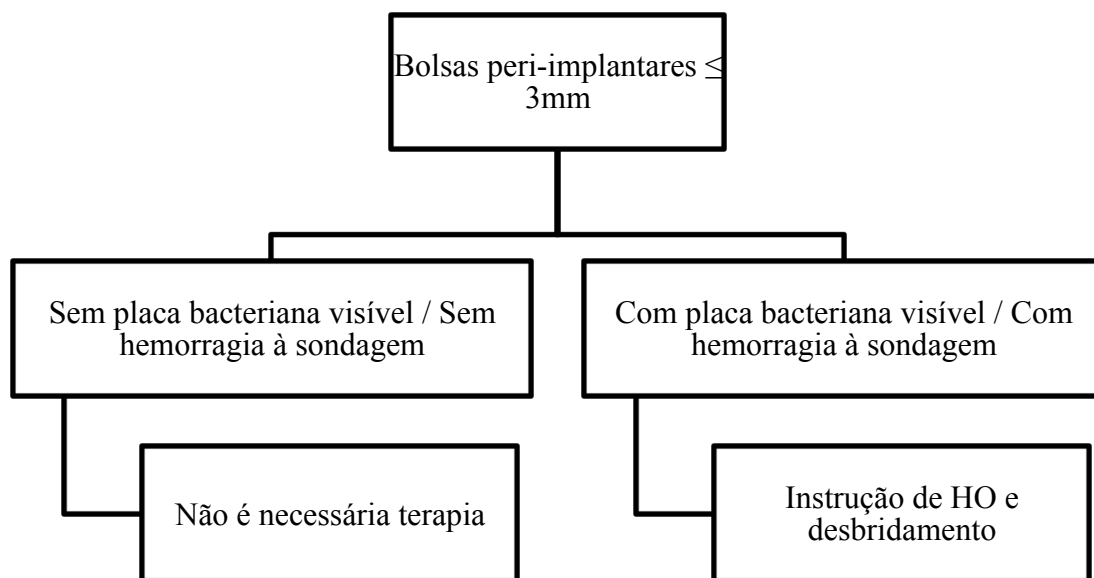 Bolsas peri-implantares ≤
3mm
Sem placa bacteriana visível / Sem
hemorragia à sondagem
Com placa bacteriana visível / Com
hemorragia à sondagem
Não é necessária terapia
Instrução de HO e
desbridamento